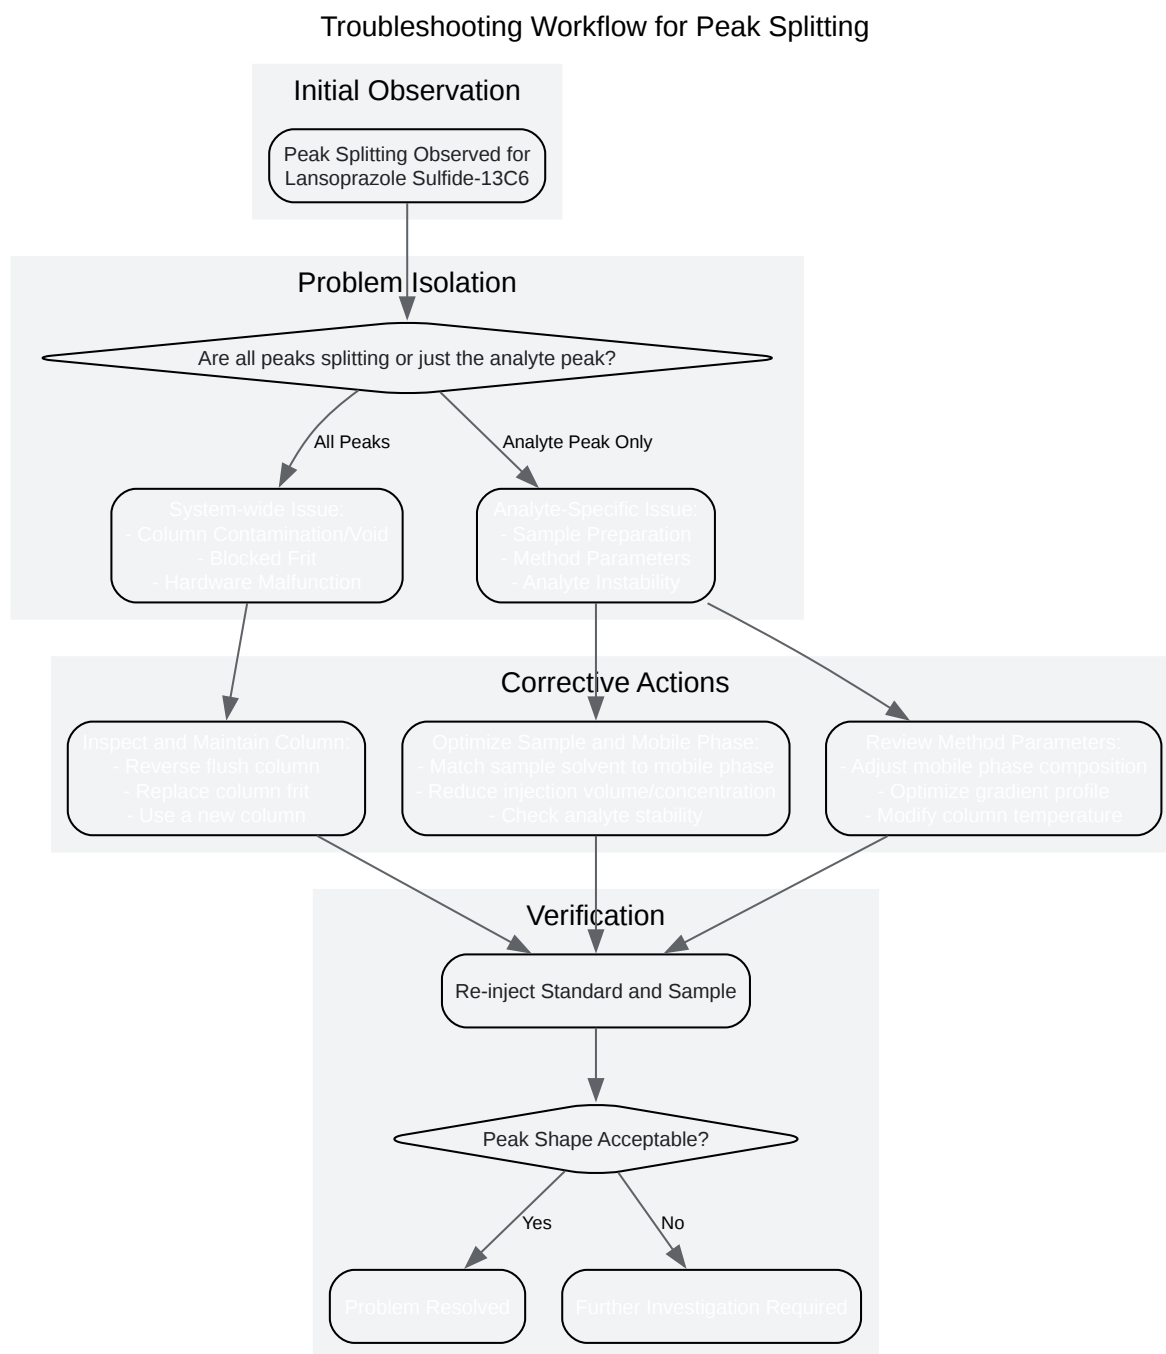 Troubleshooting Workflow for Peak Splitting
Initial Observation
Peak Splitting Observed for
Lansoprazole Sulfide-13C6
Problem Isolation
Are all peaks splitting or just the analyte peak?
All Peaks
Analyte Peak Only
System-wide Issue:
- Column Contamination/Void
- Blocked Frit
- Hardware Malfunction
Analyte-Specific Issue:
- Sample Preparation
- Method Parameters
- Analyte Instability
Corrective Actions
Inspect and Maintain Column:
- Reverse flush column
- Replace column frit
- Use a new column
Optimize Sample and Mobile Phase:
- Match sample solvent to mobile phase
- Reduce injection volume/concentration
- Check analyte stability
Review Method Parameters:
- Adjust mobile phase composition
- Optimize gradient profile
- Modify column temperature
Verification
Re-inject Standard and Sample
Peak Shape Acceptable?
Yes
No
Problem Resolved
Further Investigation Required